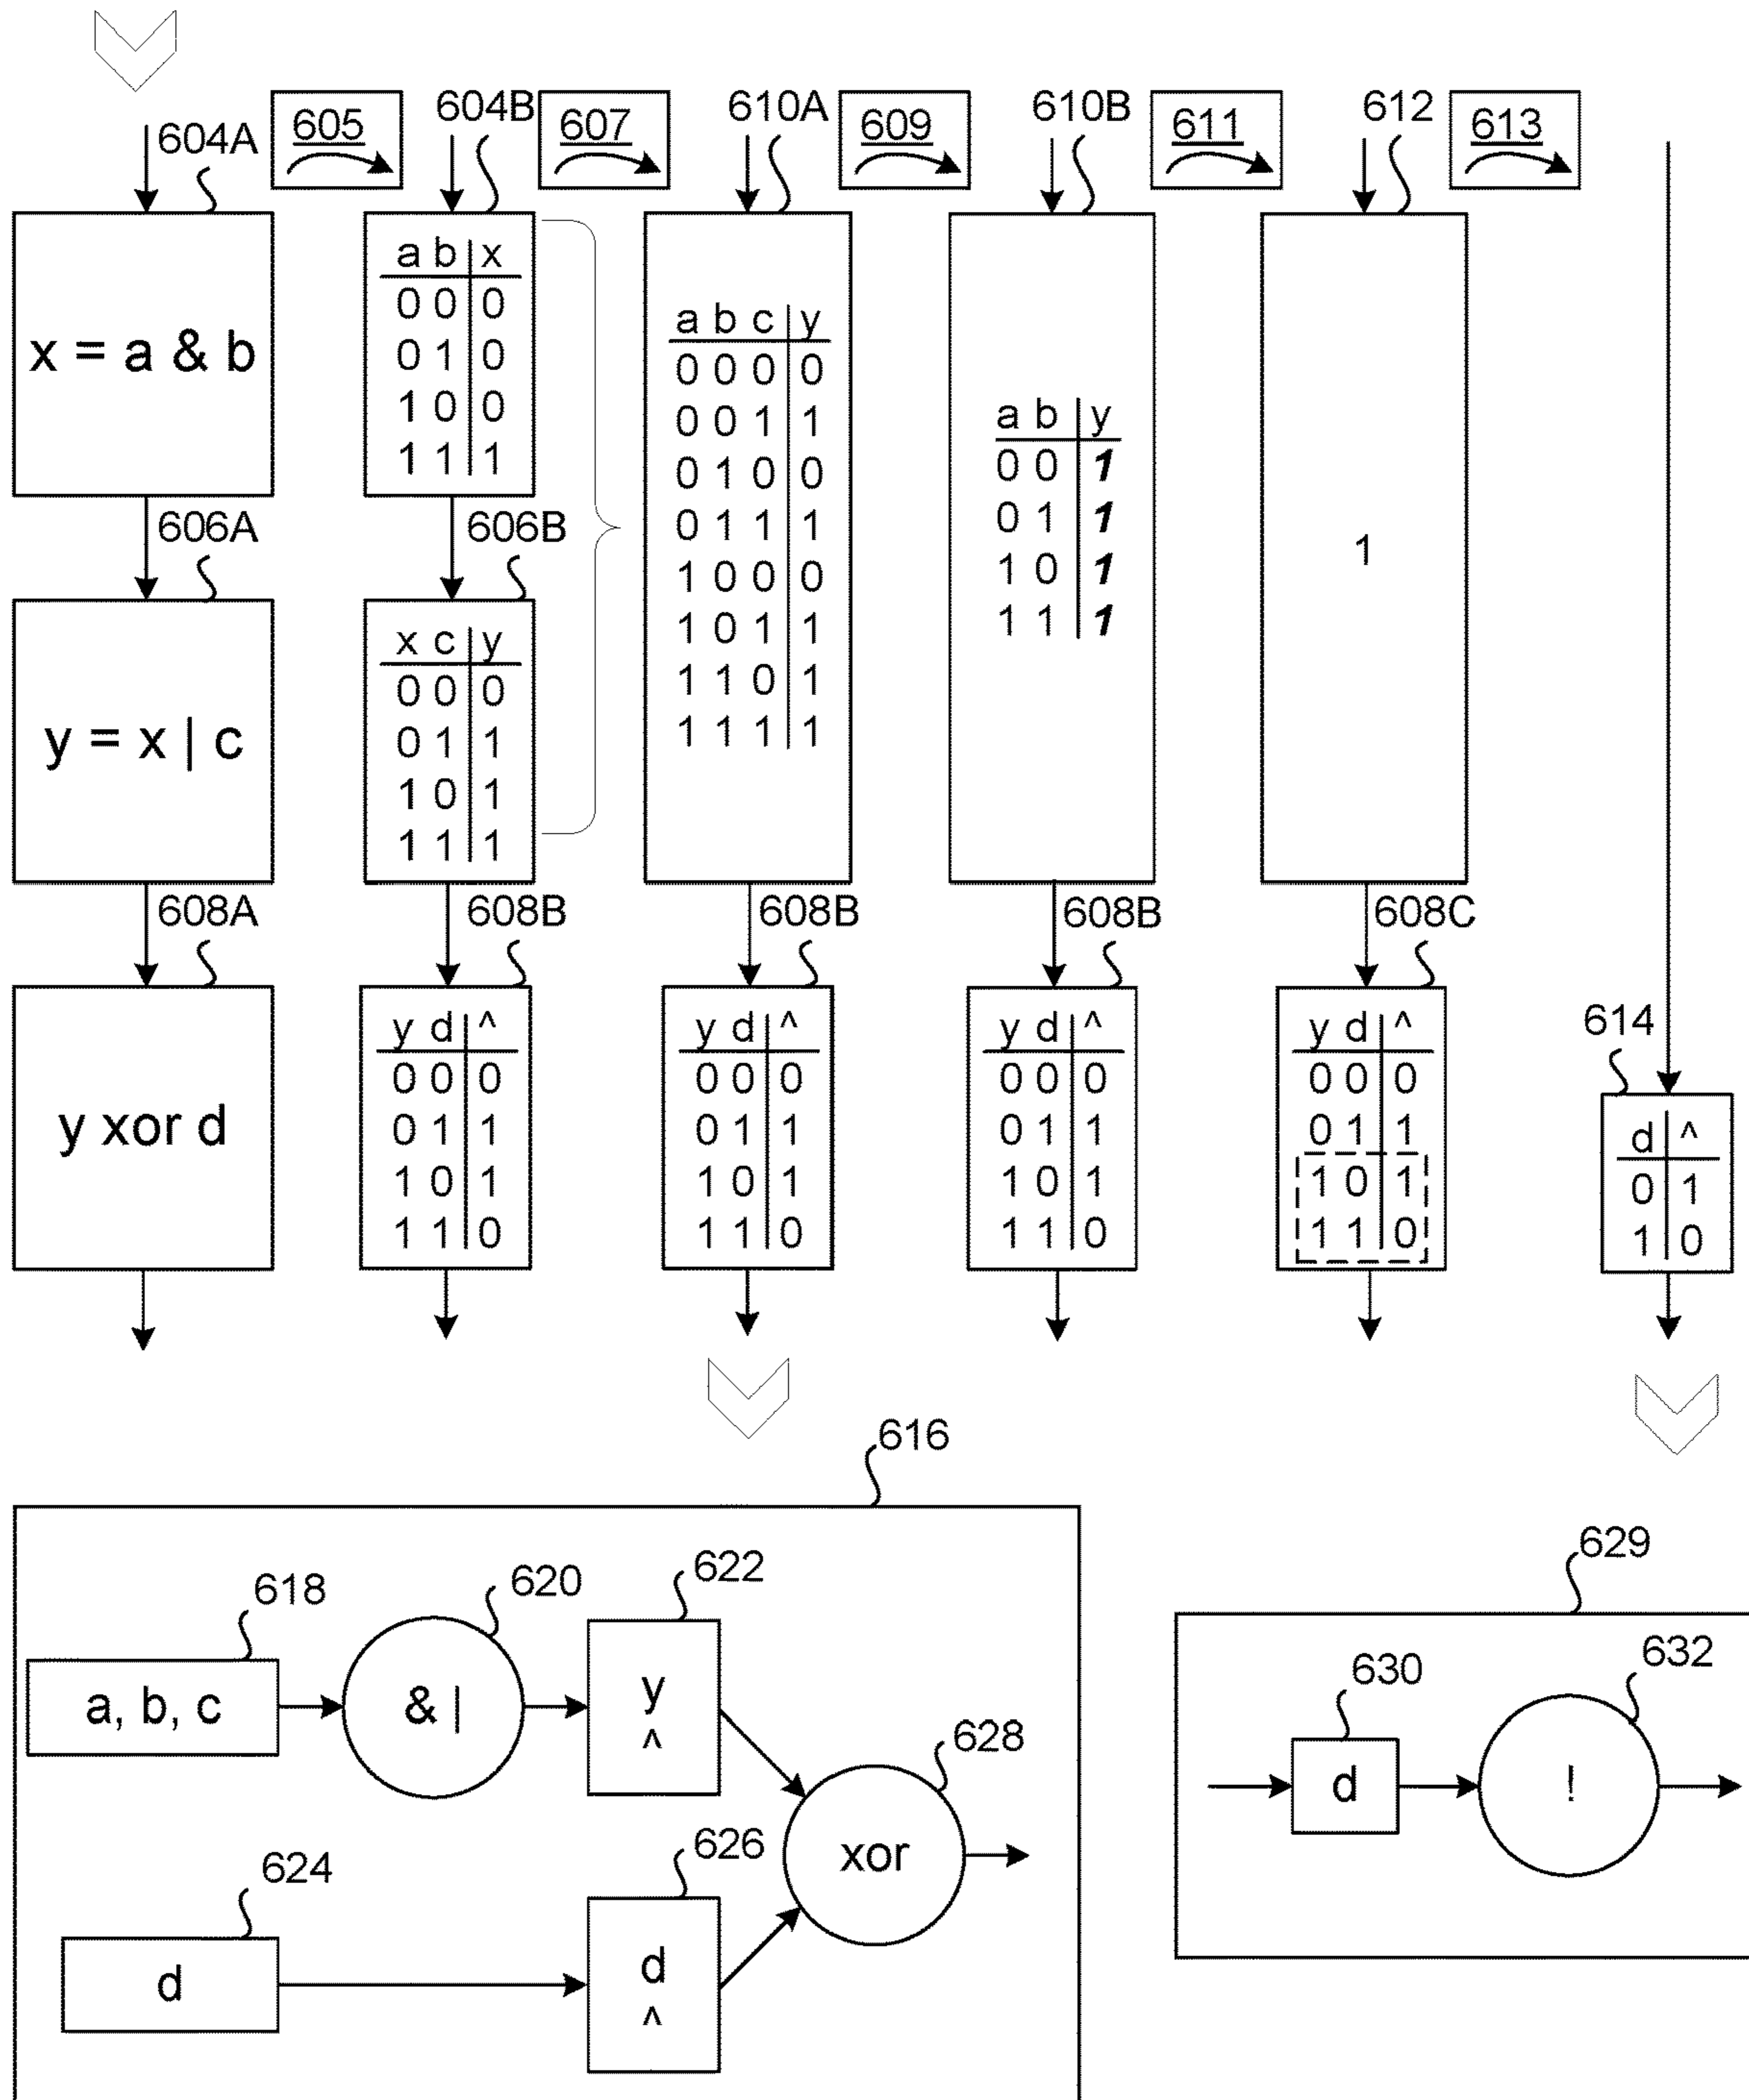 605 604B 607 610A 609 610B 611 612 613
604A
x = a & b
a b x
0 0 0
0 1 0
1 0 0
1 1 1
606A
606B
y = x | c
x c y
0 0 0
0 1 1
1 0 1
1 1 1
a b c y
0 0 0 0
0 0 1 1
0 1 0 0
0 1 1 1
1 0 0 0
1 0 1 1
1 1 0 1
1 1 1 1
a b y
0 0 1
0 1 1
1 0 1
1 1 1
1
608A 608B 608B 608B 608C
y xor d
y d ^
0 0 0
0 1 1
1 0 1
1 1 0
y d ^
0 0 0
0 1 1
1 0 1
1 1 0
y d ^
0 0 0
0 1 1
1 0 1
1 1 0
y d ^
0 0 0
0 1 1
1 0 1
1 1 0
614
d ^
0 1
1 0
616
618
a, b, c
620
& |
622
y
^
624
d
626
d
^
628
xor
629
630
d
632
!